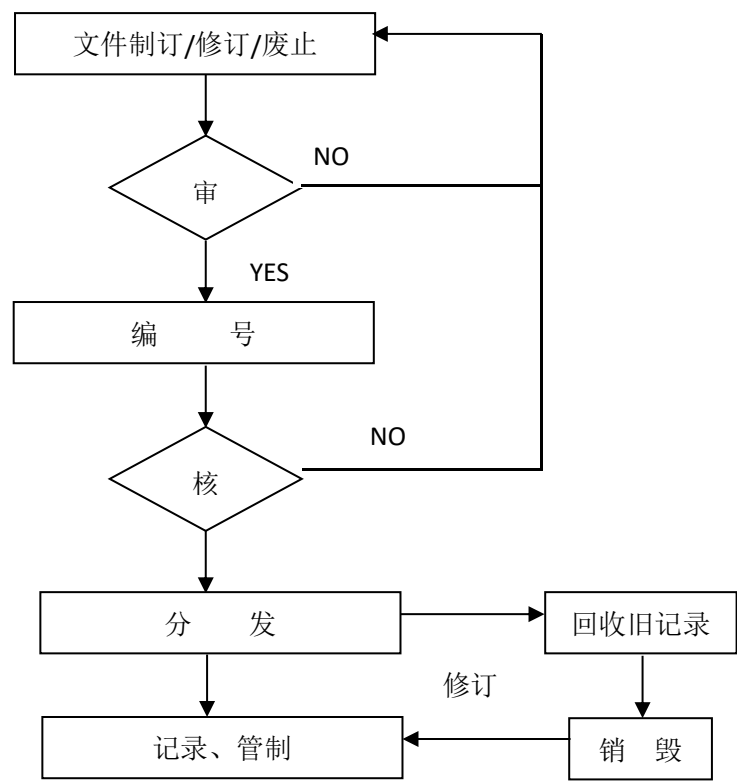 文件制订/修订/废止
NO
审
YES
编 号
NO
核
分 发
回收旧记录
修订
记录、管制
销 毁